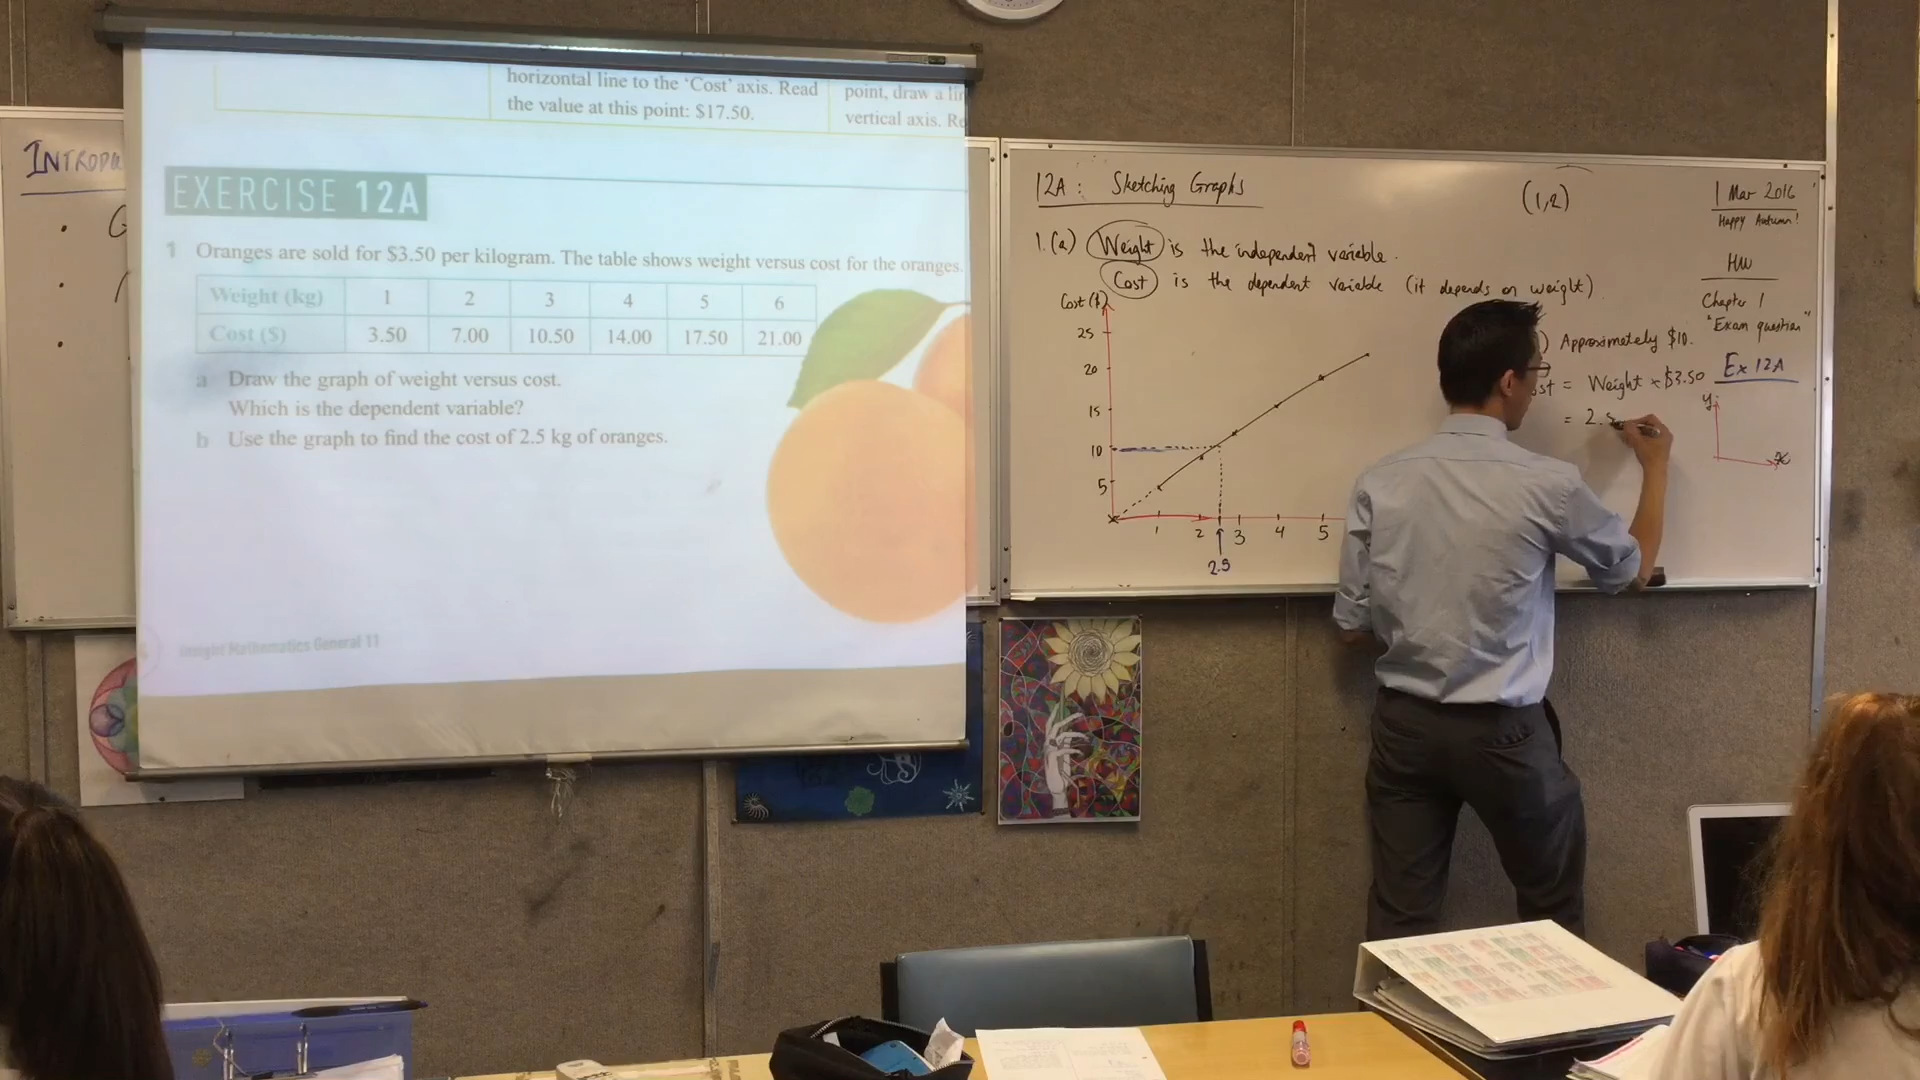 horizontal line to the 'Cost' axis. Read
the value at this point: $17.50.
point, draw a
vertical axis.
EXERCISE 12A
1 Oranges are sold for $3.50 per kilogram. The table shows weight versus cost for the oranges.
Weight (kg) 1 2 3 4 5 6
Cost ($) 3.50 7.00 10.50 14.00 17.50 21.00
a Draw the graph of weight versus cost.
Which is the dependent variable?
b Use the graph to find the cost of 2.5 kg of oranges.
Insight Mathematics General 11
12A: Sketching Graphs
(1,2)
1 Mar 2016
Happy Autumn!
1. (a) Weight is the independent variable.
Cost is the dependent variable (it depends on weight)
Cost ($)
25
20
15
10
5
1 2 3 4 5
2.5
) Approximately $10.
= Weight x $3.50
= 2.5
HW
Chapter 1
"Exam question"
Ex 12A
y
x